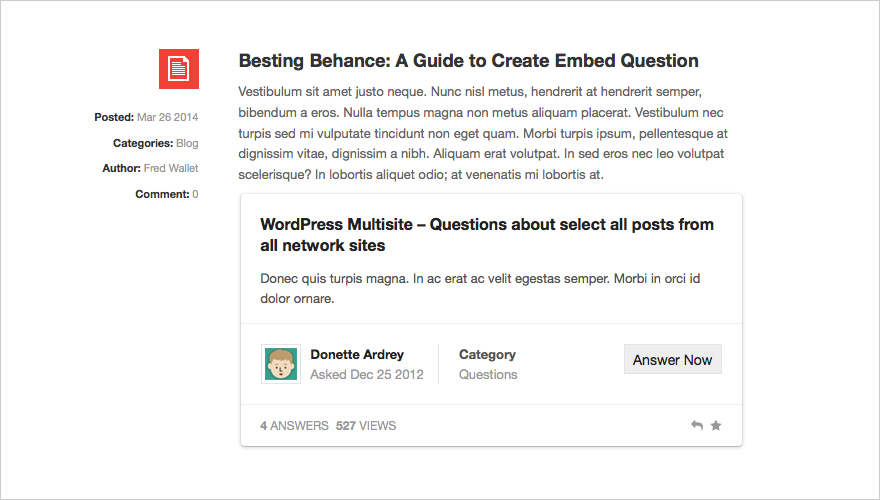 Posted: Mar 26 2014
Categories: Blog
Author: Fred Wallet
Comment: 0
Besting Behance: A Guide to Create Embed Question
Vestibulum sit amet justo neque. Nunc nisl metus, hendrerit at hendrerit semper,
bibendum a eros. Nulla tempus magna non metus aliquam placerat. Vestibulum nec
turpis sed mi vulputate tincidunt non eget quam. Morbi turpis ipsum, pellentesque at
dignissim vitae, dignissim a nibh. Aliquam erat volutpat. In sed eros nec leo volutpat
scelerisque? In lobortis aliquet odio; at venenatis mi lobortis at.
WordPress Multisite – Questions about select all posts from
all network sites
Donec quis turpis magna. In ac erat ac velit egestas semper. Morbi in orci id
dolor ornare.
Donette Ardrey
Asked Dec 25 2012
Category
Questions
Answer Now
4 ANSWERS 527 VIEWS